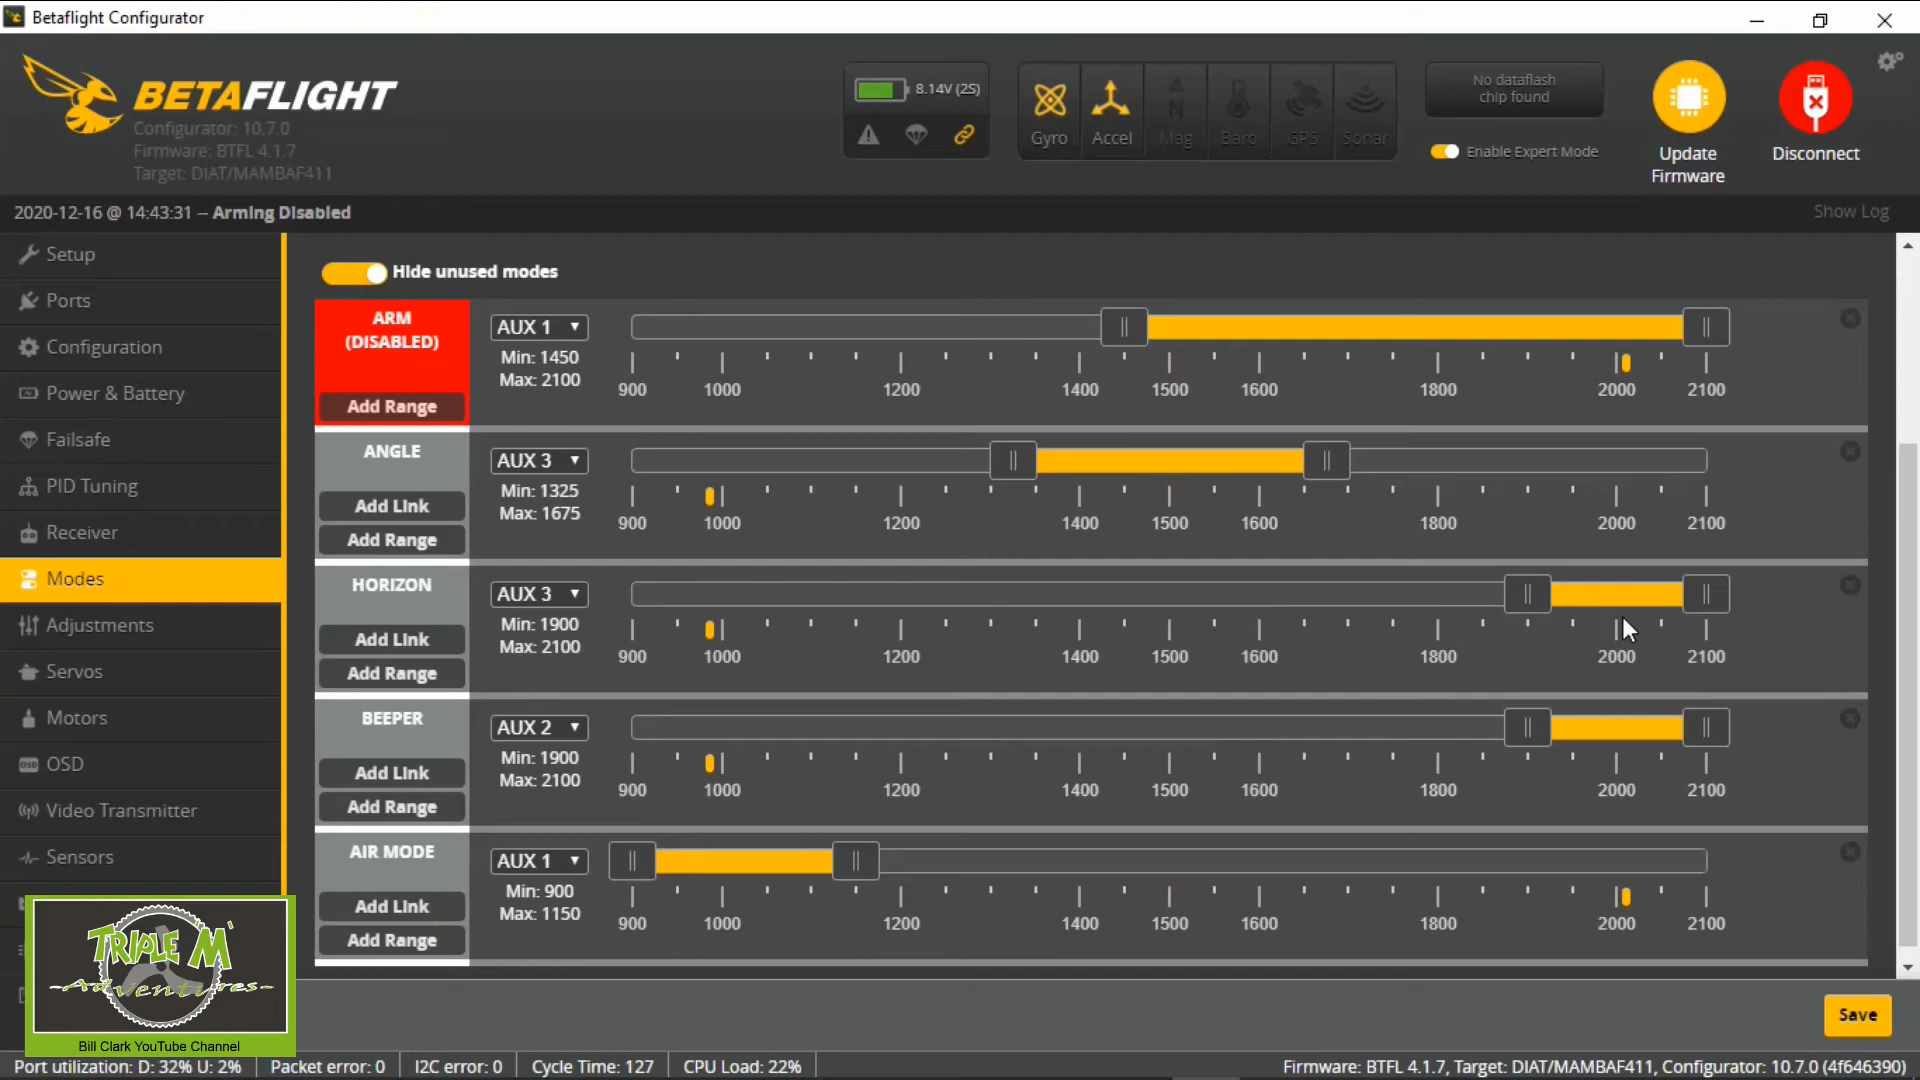 Betaflight Configurator
BETAFLIGHT
Configurator: 10.7.0
Firmware: BTFL 4.1.7
Target: DIAT/MAMBAF411
8.14V (2S)
Gyro
Accel
Mag
Baro
GPS
Sonar
No dataflash
chip found
Enable Expert Mode
Update
Firmware
Disconnect
2020-12-16 @ 14:43:31 -- Arming Disabled
Show Log
Setup
Ports
Configuration
Power & Battery
Failsafe
PID Tuning
Receiver
Modes
Adjustments
Servos
Motors
OSD
Video Transmitter
Sensors
Hide unused modes
ARM
(DISABLED)
Add Range
AUX 1
Min: 1450
Max: 2100
900 1000 1200 1400 1500 1600 1800 2000 2100
ANGLE
Add Link
Add Range
AUX 3
Min: 1325
Max: 1675
900 1000 1200 1400 1500 1600 1800 2000 2100
HORIZON
Add Link
Add Range
AUX 3
Min: 1900
Max: 2100
900 1000 1200 1400 1500 1600 1800 2000 2100
BEEPER
Add Link
Add Range
AUX 2
Min: 1900
Max: 2100
900 1000 1200 1400 1500 1600 1800 2000 2100
AIR MODE
Add Link
Add Range
AUX 1
Min: 900
Max: 1150
900 1000 1200 1400 1500 1600 1800 2000 2100
Save
TRIPLE M
-Adventures-
Bill Clark YouTube Channel
Port utilization: D: 32% U: 2%
Packet error: 0
I2C error: 0
Cycle Time: 127
CPU Load: 22%
Firmware: BTFL 4.1.7, Target: DIAT/MAMBAF411, Configurator: 10.7.0 (4f646390)